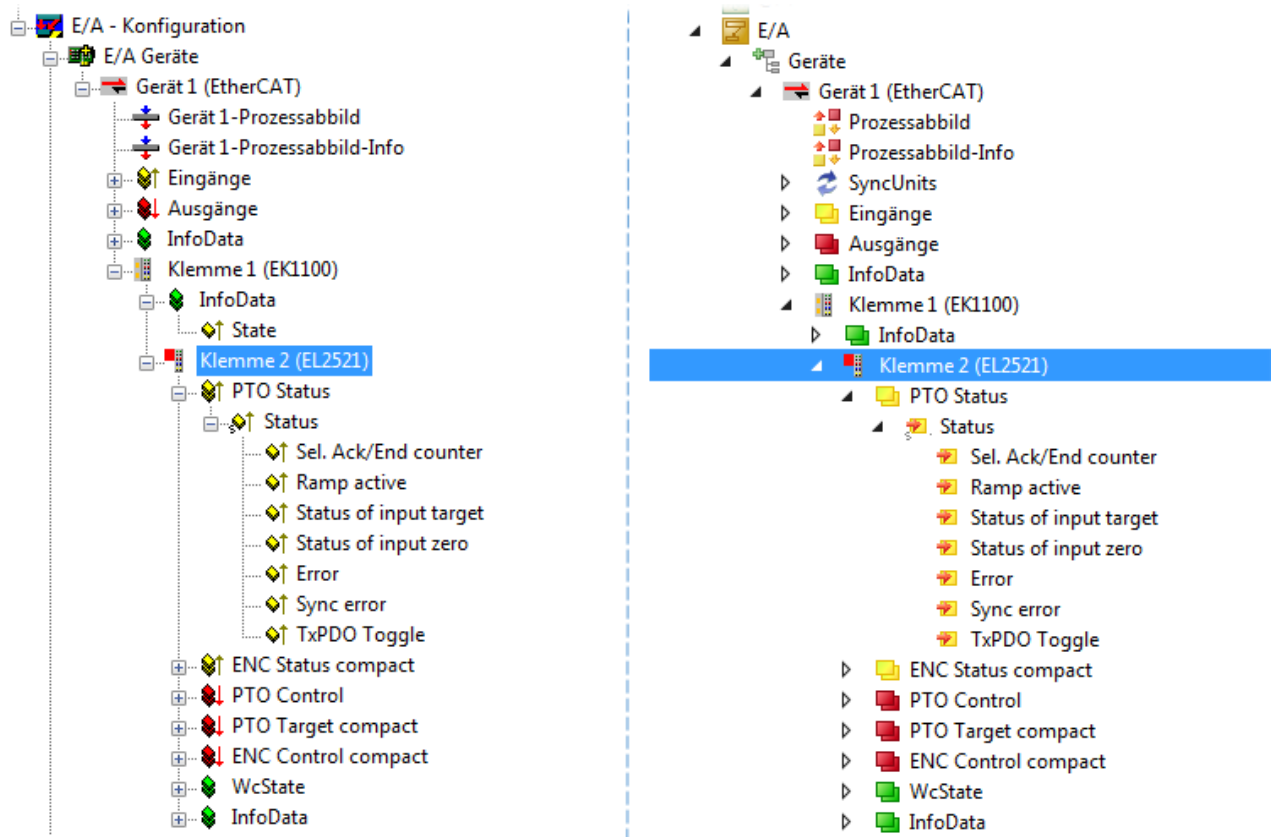 E/A - Konfiguration
E/A Geräte
Gerät 1 (EtherCAT)
Gerät 1-Prozessabbild
Gerät 1-Prozessabbild-Info
Eingänge
Ausgänge
InfoData
Klemme 1 (EK1100)
InfoData
State
Klemme 2 (EL2521)
PTO Status
Status
Sel. Ack/End counter
Ramp active
Status of input target
Status of input zero
Error
Sync error
TxPDO Toggle
ENC Status compact
PTO Control
PTO Target compact
ENC Control compact
WcState
InfoData
E/A
Geräte
Gerät 1 (EtherCAT)
Prozessabbild
Prozessabbild-Info
SyncUnits
Eingänge
Ausgänge
InfoData
Klemme 1 (EK1100)
InfoData
Klemme 2 (EL2521)
PTO Status
Status
Sel. Ack/End counter
Ramp active
Status of input target
Status of input zero
Error
Sync error
TxPDO Toggle
ENC Status compact
PTO Control
PTO Target compact
ENC Control compact
WcState
InfoData